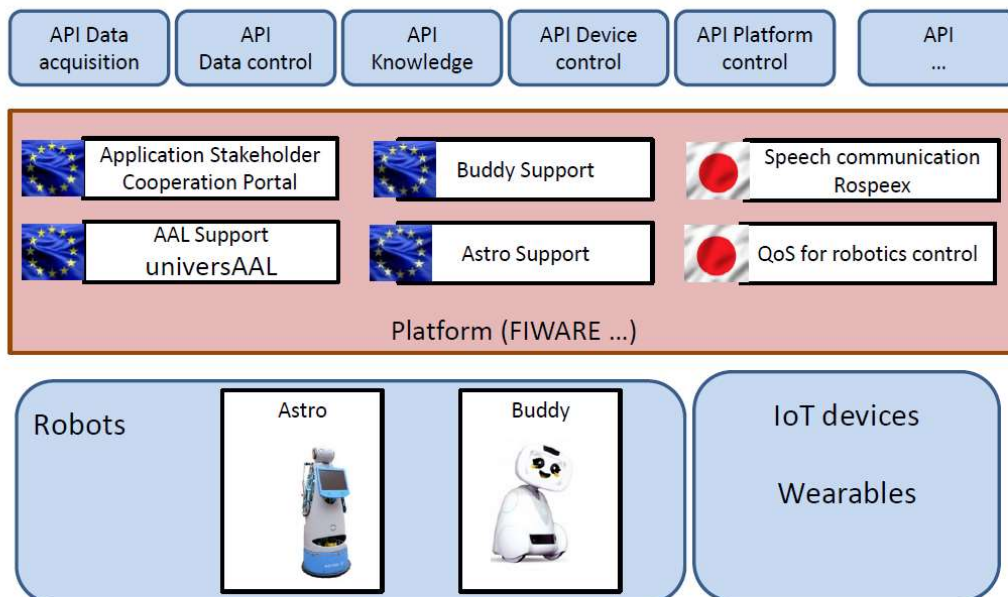 API Data
acquisition
API
Data control
API
Knowledge
API Device
control
API Platform
control
API
...
Application Stakeholder
Cooperation Portal
Buddy Support
Speech communication
Rospeex
AAL Support
universAAL
Astro Support
QoS for robotics control
Platform (FIWARE ...)
Robots
Astro
Buddy
IoT devices
Wearables